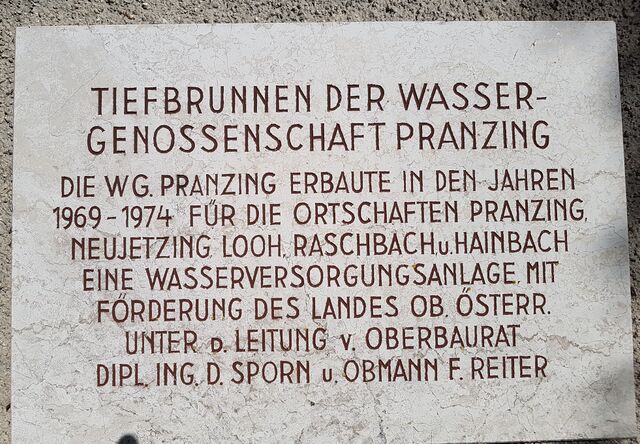 TIEFBRUNNEN DER WASSER-
GENOSSENSCHAFT PRANZING
DIE WG. PRANZING ERBAUTE IN DEN JAHREN
1969-1974 FÜR DIE ORTSCHAFTEN PRANZING,
NEUJETZING, LOOH, RASCHBACH u. HAINBACH
EINE WASSERVERSORGUNGSANLAGE, MIT
FÖRDERUNG DES LANDES OB. ÖSTERR.
UNTER D. LEITUNG v. OBERBAURAT
DIPL. ING. D. SPORN u. OBMANN F. REITER